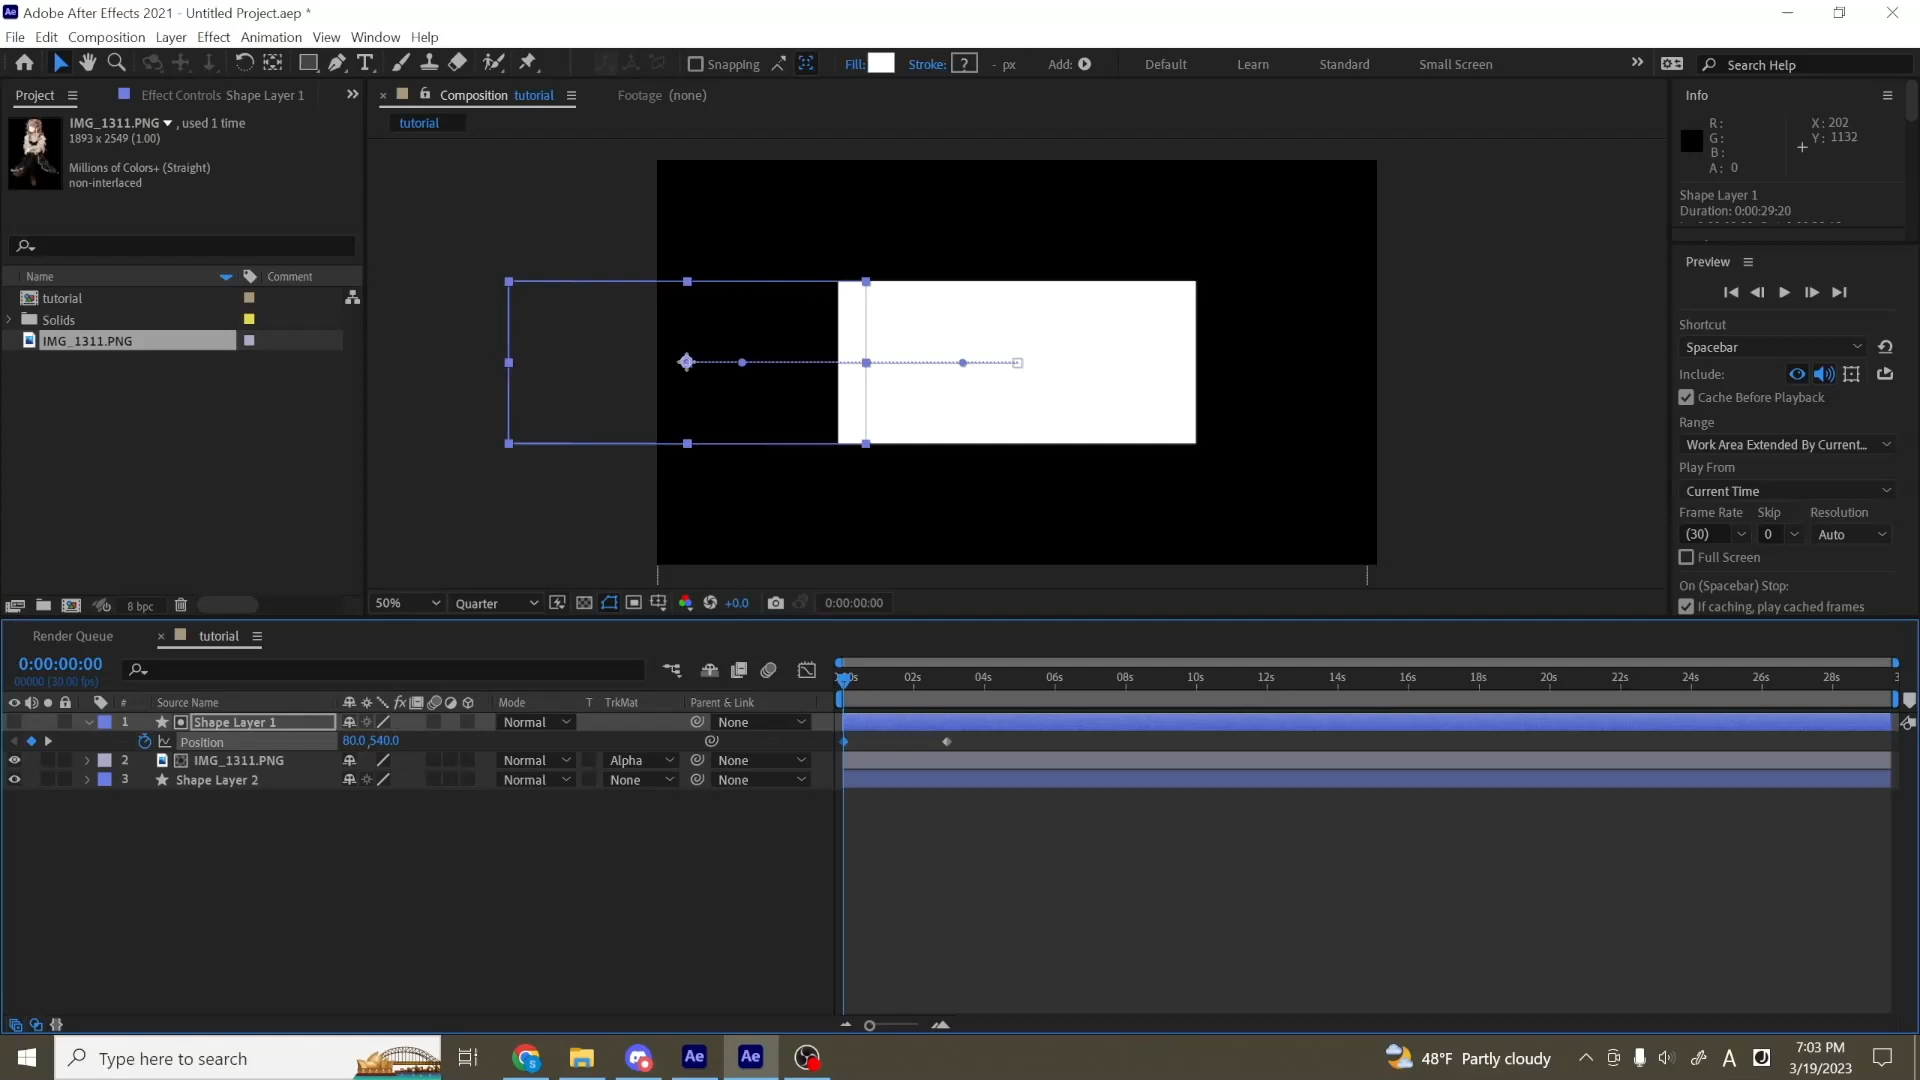 Adobe After Effects 2021 - Untitled Project.aep *
File Edit Composition Layer Effect Animation View Window Help
Snapping Fill: Stroke: ? - px Add: Default Learn Standard Small Screen Search Help
Project Effect Controls Shape Layer 1
Composition tutorial Footage (none)
tutorial
IMG_1311.PNG , used 1 time
1893 x 2549 (1.00)
Millions of Colors+ (Straight)
non-interlaced
Name Comment
tutorial
Solids
IMG_1311.PNG
8 bpc
50% Quarter +0.0 0:00:00:00
Info
R: X: 202
G: Y: 1132
B:
A: 0
Shape Layer 1
Duration: 0:00:29:20
Preview
Shortcut
Spacebar
Include:
Cache Before Playback
Range
Work Area Extended By Current...
Play From
Current Time
Frame Rate Skip Resolution
(30) 0 Auto
Full Screen
On (Spacebar) Stop:
If caching, play cached frames
Render Queue tutorial
0:00:00:00
00000 (30.00 fps)
02s 04s 06s 08s 10s 12s 14s 16s 18s 20s 22s 24s 26s 28s
# Source Name Mode T TrkMat Parent & Link
1 Shape Layer 1 Normal None
Position 80.0,540.0
2 IMG_1311.PNG Normal Alpha None
3 Shape Layer 2 Normal None None
Type here to search
Ae
Ae
48°F Partly cloudy
A
7:03 PM
3/19/2023